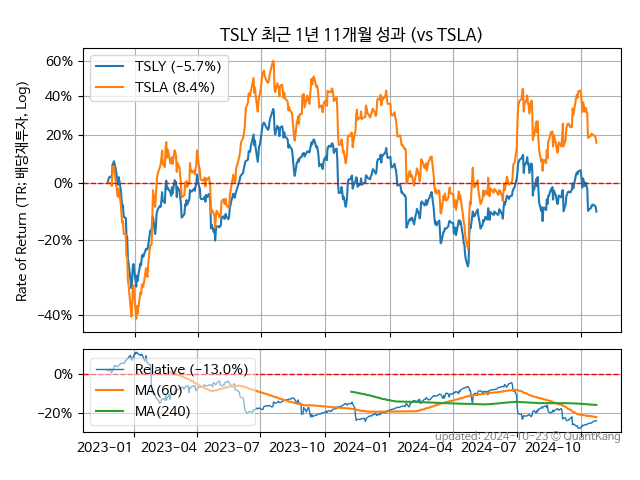 TSLY 최근 1년 11개월 성과 (vs TSLA)
Rate of Return (TR: 배당재투자, Log)
60%
40%
20%
0%
−20%
−40%
TSLY (−5.7%)
TSLA (8.4%)
0%
−20%
Relative (−13.0%)
MA(60)
MA(240)
2023-01 2023-04 2023-07 2023-10 2024-01 2024-04 2024-07 2024-10
updated: 2024-10-23 © QuantKang